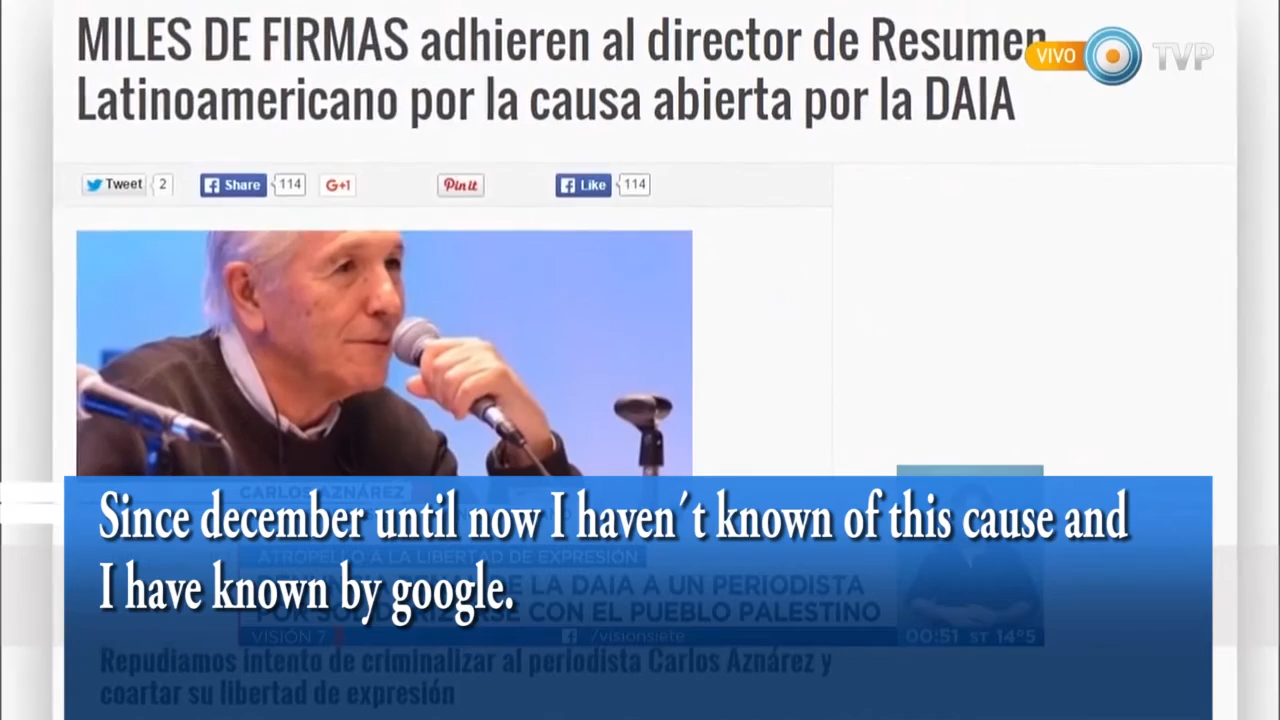 MILES DE FIRMAS adhieren al director de Resumen
VIVO
TVP
Latinoamericano por la causa abierta por la DAIA
Tweet 2
Share 114
G+1
Pin it
Like 114
CARLOS AZNÁREZ
Since december until now I haven´t known of this cause and
ATROPELLO A LA LIBERTAD DE EXPRESIÓN
I have known by google.
DE LA DAIA A UN PERIODISTA
CON EL PUEBLO PALESTINO
VISIÓN 7
/visionsiete
00:51 ST 14°5
Repudiamos intento de criminalizar al periodista Carlos Aznárez y
coartar su libertad de expresión